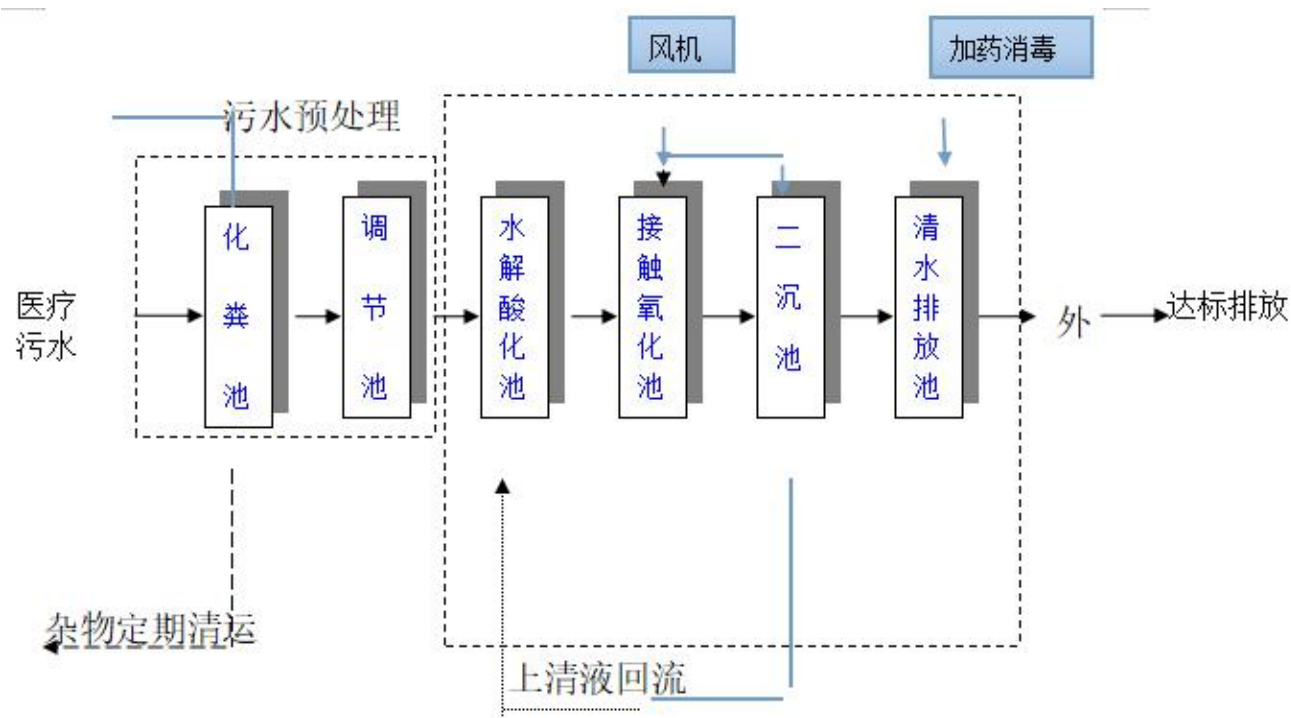 风机
加药消毒
污水预处理
化粪池
调节池
水解酸化池
接触氧化池
二沉池
清水排放池
医疗
污水
外
达标排放
杂物定期清运
上清液回流